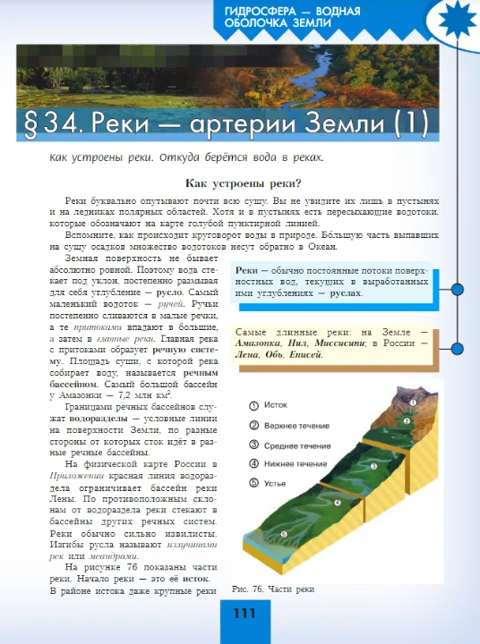 ГИДРОСФЕРА — ВОДНАЯ
ОБОЛОЧКА ЗЕМЛИ
§ 34. Реки — артерии Земли (1)
Как устроены реки. Откуда берётся вода в реках.
Как устроены реки?
Реки буквально опутывают почти всю сушу. Вы не увидите их лишь в пустынях
и на ледниках полярных областей. Хотя и в пустынях есть пересыхающие водотоки,
которые обозначают на карте голубой пунктирной линией.
Вспомните, как происходит круговорот воды в природе. Бо́льшую часть выпавших
на сушу осадков множество водотоков несут обратно в Океан.
Земная поверхность не бывает
абсолютно ровной. Поэтому вода сте-
кает под уклон, постепенно размывая
для себя углубление — русло. Самый
маленький водоток — ручей. Ручьи
постепенно сливаются в малые речки,
а те притоками впадают в большие,
а затем в главные реки. Главная река
с притоками образует речную систе-
му. Площадь суши, с которой река
собирает воду, называется речным
бассейном. Самый большой бассейн
у Амазонки — 7,2 млн км².
Границами речных бассейнов слу-
жат водоразделы — условные линии
на поверхности Земли, по разные
стороны от которых сток идёт в раз-
ные речные бассейны.
На физической карте России в
Приложении красная линия водораз-
дела ограничивает бассейн реки
Лены. По противоположным скло-
нам от водораздела реки стекают в
бассейны других речных систем.
Реки обычно сильно извилисты.
Изгибы русла называют излучинами
рек или меандрами.
На рисунке 76 показаны части
реки. Начало реки — это её исток.
В районе истока даже крупные реки
Реки — обычно постоянные потоки поверх-
ностных вод, текущих в выработанных
ими углублениях — руслах.
Самые длинные реки: на Земле —
Амазонка, Нил, Миссисипи; в России —
Лена, Обь, Енисей.
① Исток
② Верхнее течение
③ Среднее течение
④ Нижнее течение
⑤ Устье
①
②
③
④
⑤
Рис. 76. Части реки
111